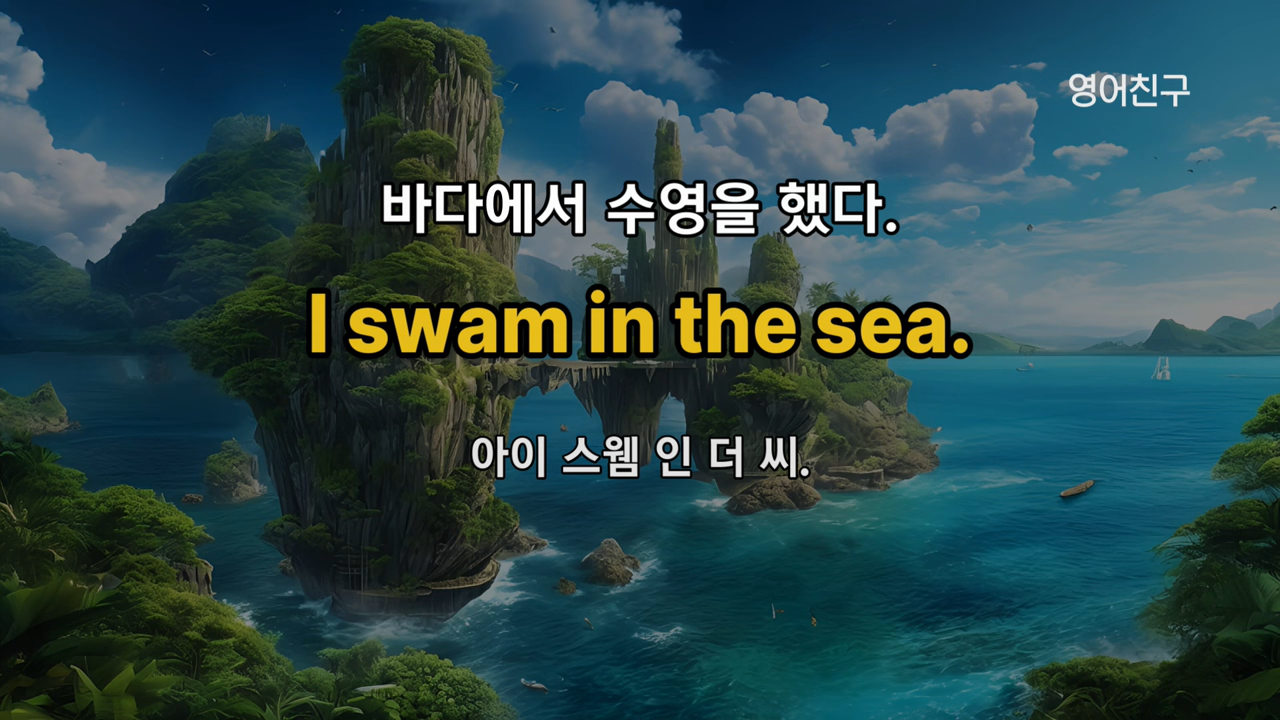 영어친구
바다에서 수영을 했다.
I swam in the sea.
아이 스웸 인 더 씨.